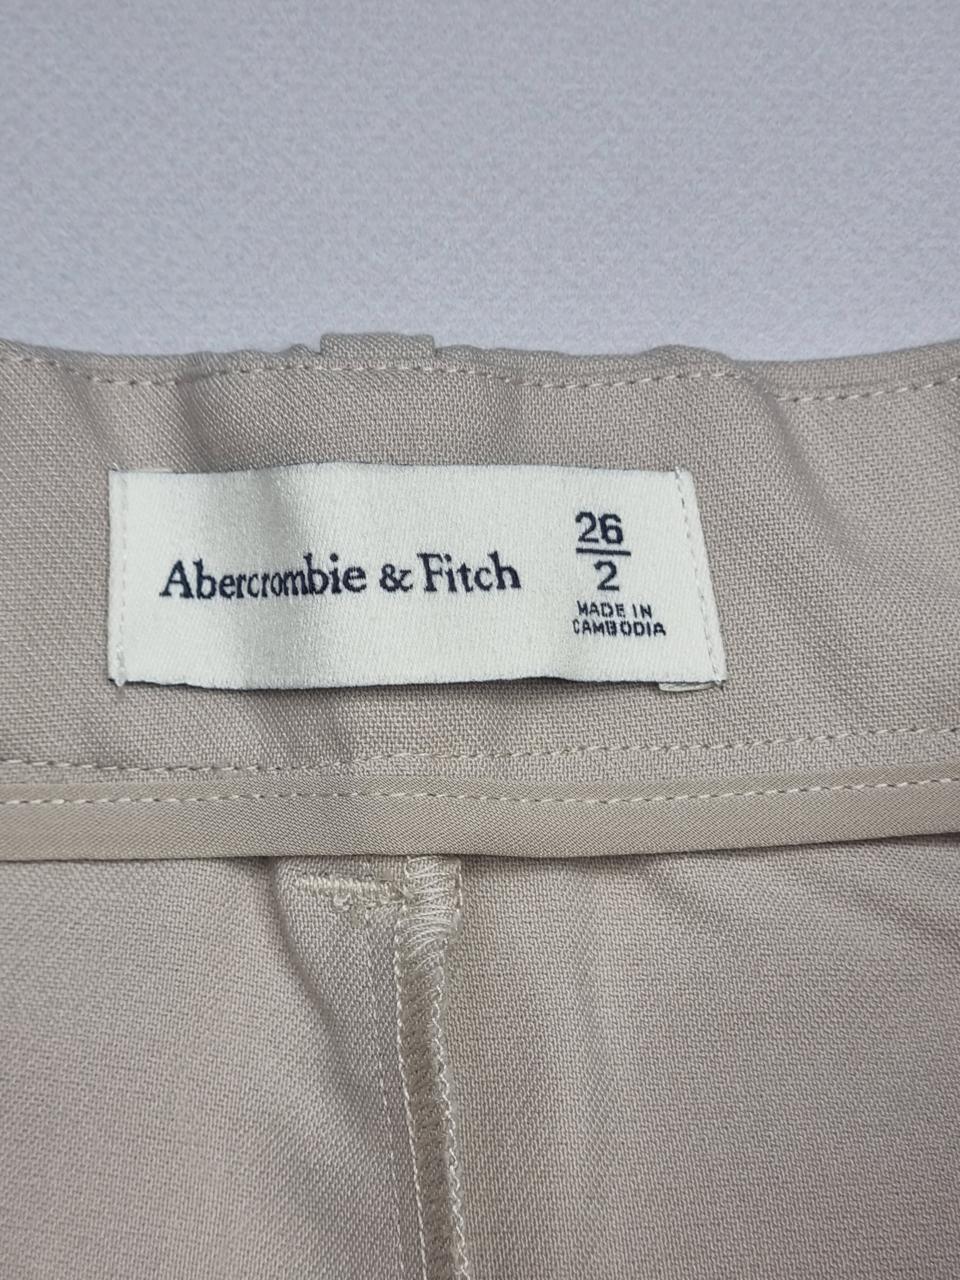 Abercrombie & Fitch
26
2
MADE IN
CAMBODIA